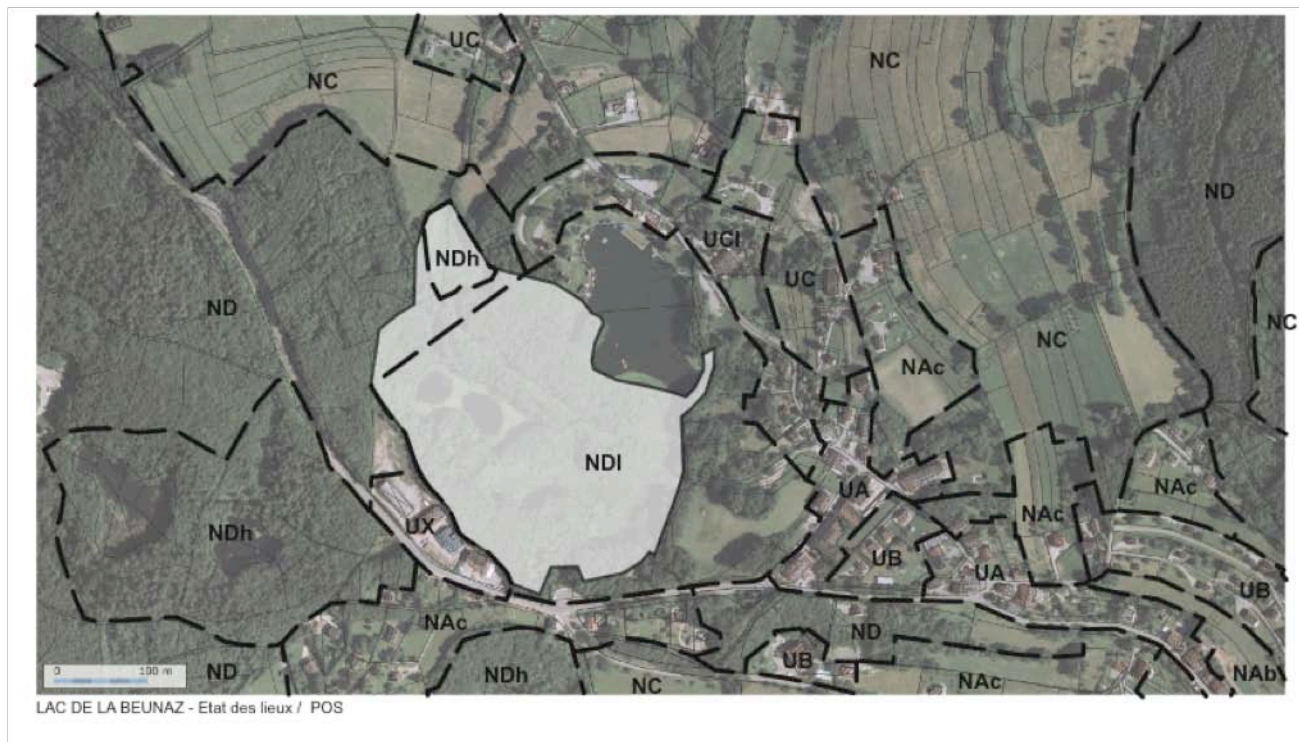 UC
NC
NC
ND
UCl
NDh
UC
ND
NC
NC
NAc
NDl
UA
NAc
NAc
UX
NDh
UB
UA
UB
NAc
ND
UB
ND
NDh
NC
NAc
NAb
0 100 m
LAC DE LA BEUNAZ - Etat des lieux / POS